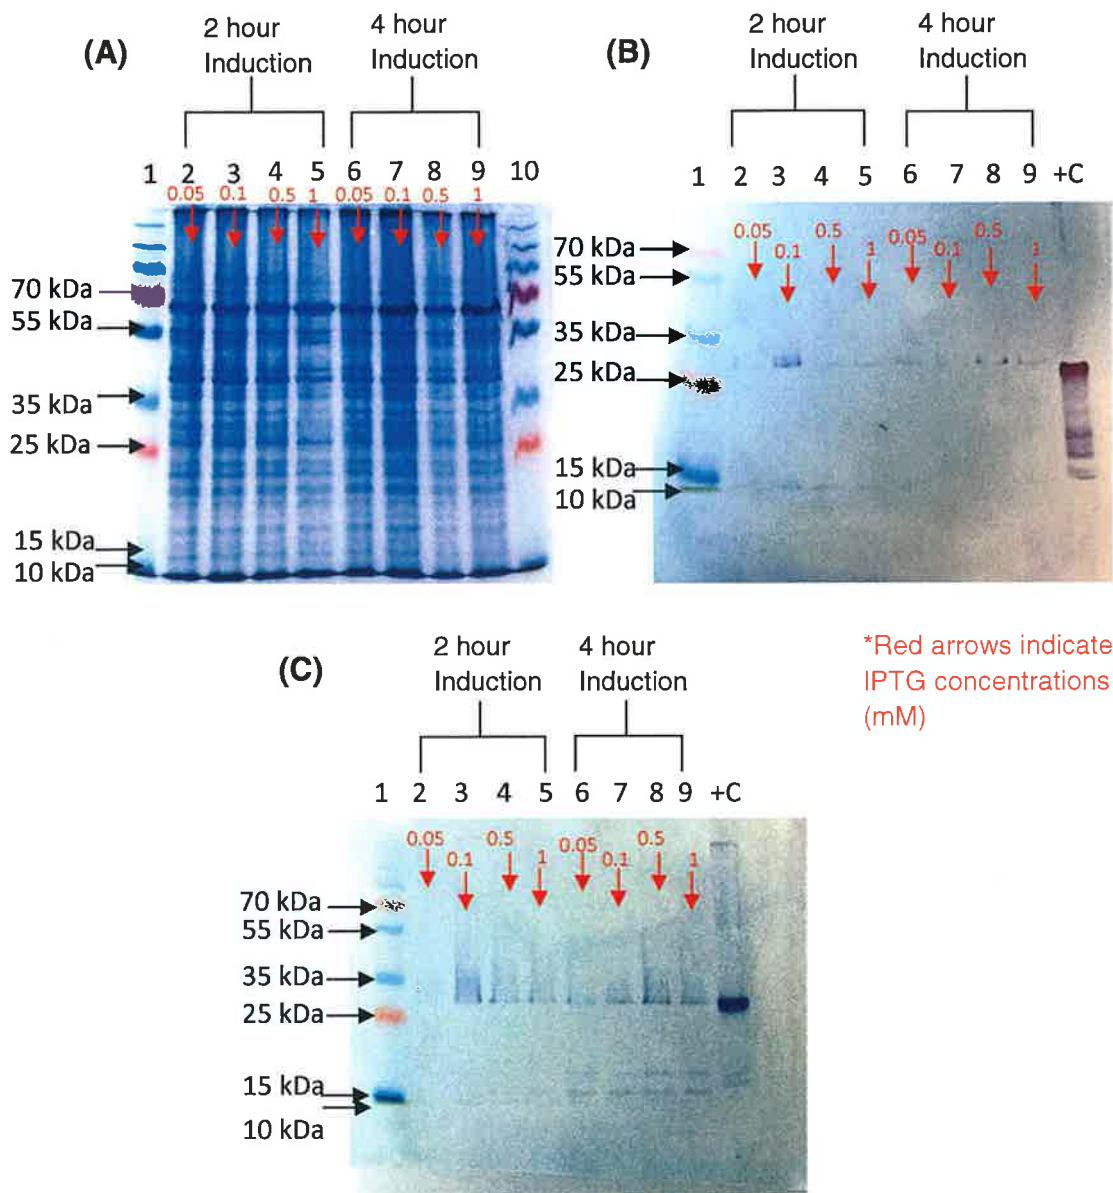 (A)
2 hour
Induction
4 hour
Induction
1 2 3 4 5 6 7 8 9 10
0.05 0.1 0.5 1 0.05 0.1 0.5 1
70 kDa
55 kDa
35 kDa
25 kDa
15 kDa
10 kDa
(B)
2 hour
Induction
4 hour
Induction
1 2 3 4 5 6 7 8 9 +C
0.05 0.1 0.5 1 0.05 0.1 0.5 1
70 kDa
55 kDa
35 kDa
25 kDa
15 kDa
10 kDa
(C)
2 hour
Induction
4 hour
Induction
1 2 3 4 5 6 7 8 9 +C
0.05 0.1 0.5 1 0.05 0.1 0.5 1
70 kDa
55 kDa
35 kDa
25 kDa
15 kDa
10 kDa
*Red arrows indicate
IPTG concentrations
(mM)